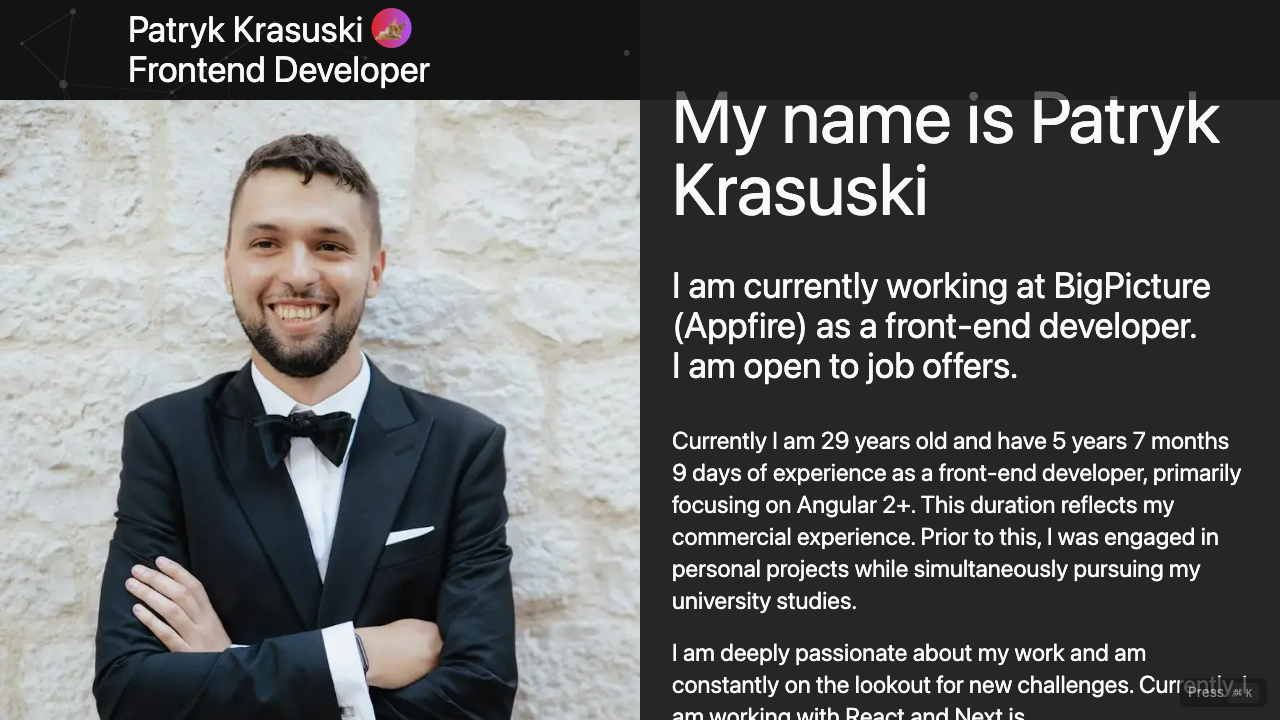 Patryk Krasuski
Frontend Developer
My name is Patryk
Krasuski
I am currently working at BigPicture
(Appfire) as a front-end developer.
I am open to job offers.
Currently I am 29 years old and have 5 years 7 months
9 days of experience as a front-end developer, primarily
focusing on Angular 2+. This duration reflects my
commercial experience. Prior to this, I was engaged in
personal projects while simultaneously pursuing my
university studies.
I am deeply passionate about my work and am
constantly on the lookout for new challenges. Currently, I
Press ⌘ K
am working with React and Next.js